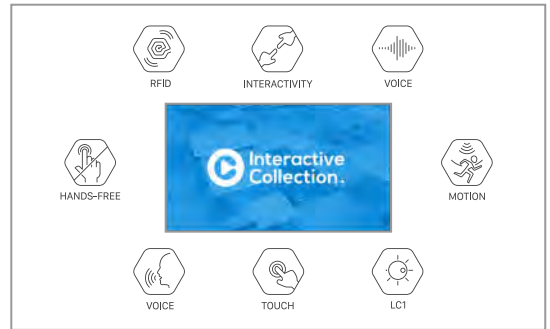 RFID
INTERACTIVITY
VOICE
Interactive
Collection.
HANDS-FREE
MOTION
VOICE
TOUCH
LC1